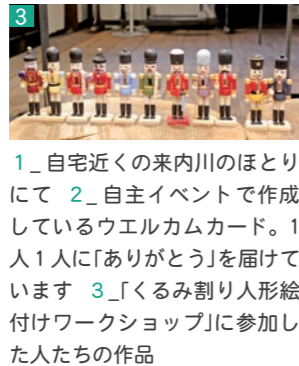 3
1_自宅近くの来内川のほとり
にて 2_自主イベントで作成
しているウエルカムカード。1
人1人に「ありがとう」を届けて
います 3_「くるみ割り人形絵
付けワークショップ」に参加し
た人たちの作品